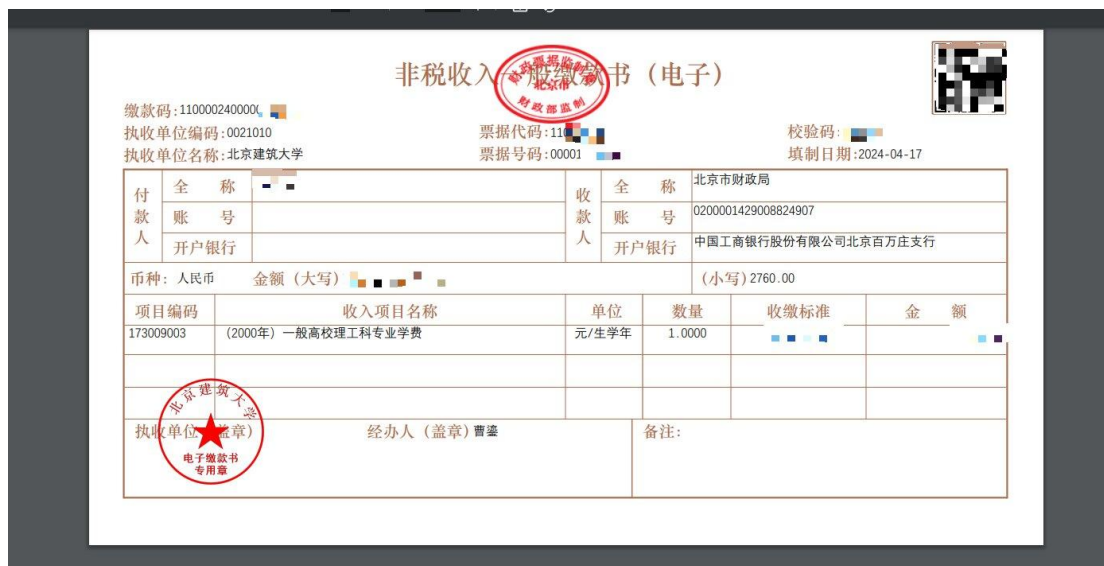 非税收入一般缴款书（电子）
财政票据监制章
北京市
财政部监制
缴款码:110000240000
执收单位编码:0021010
票据代码:11
校验码:
执收单位名称:北京建筑大学
票据号码:00001
填制日期:2024-04-17
付款人
全 称
收款人
全 称
北京市财政局
账 号
账 号
0200001429008824907
开户银行
开户银行
中国工商银行股份有限公司北京百万庄支行
币种: 人民币
金额（大写）
(小写)2760.00
项目编码
收入项目名称
单位
数量
收缴标准
金 额
173009003
（2000年）一般高校理工科专业学费
元/生学年
1.0000
执收单位（盖章）
经办人（盖章）曹鎏
备注:
北京建筑大学
电子缴款书
专用章